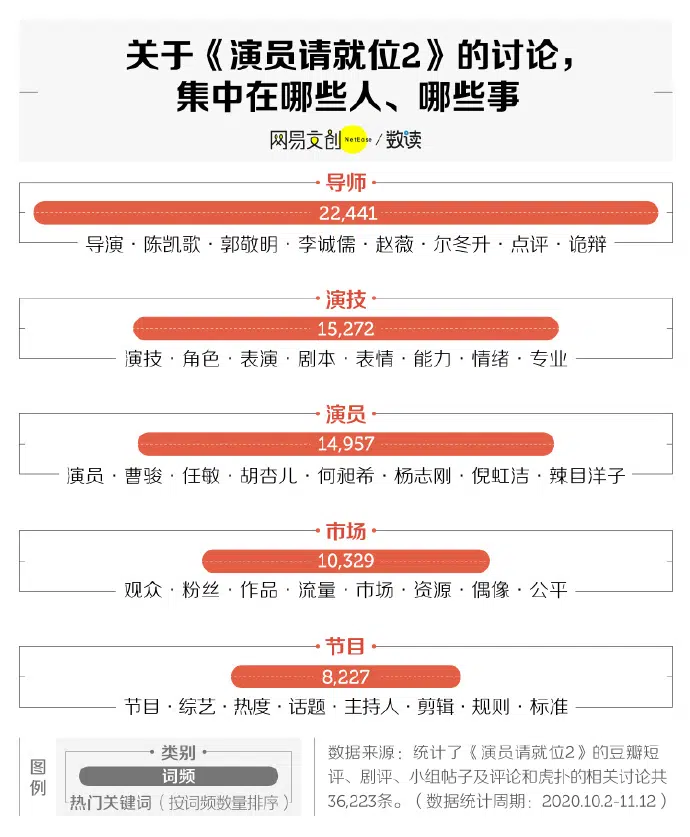 关于《演员请就位2》的讨论，
集中在哪些人、哪些事
网易文创 NetEase / 数读
导师
22,441
导演·陈凯歌·郭敬明·李诚儒·赵薇·尔冬升·点评·诡辩
演技
15,272
演技·角色·表演·剧本·表情·能力·情绪·专业
演员
14,957
演员·曹骏·任敏·胡杏儿·何昶希·杨志刚·倪虹洁·辣目洋子
市场
10,329
观众·粉丝·作品·流量·市场·资源·偶像·公平
节目
8,227
节目·综艺·热度·话题·主持人·剪辑·规则·标准
图例
类别
词频
热门关键词（按词频数量排序）
数据来源：统计了《演员请就位2》的豆瓣短
评、剧评、小组帖子及评论和虎扑的相关讨论共
36,223条。（数据统计周期：2020.10.2-11.12）